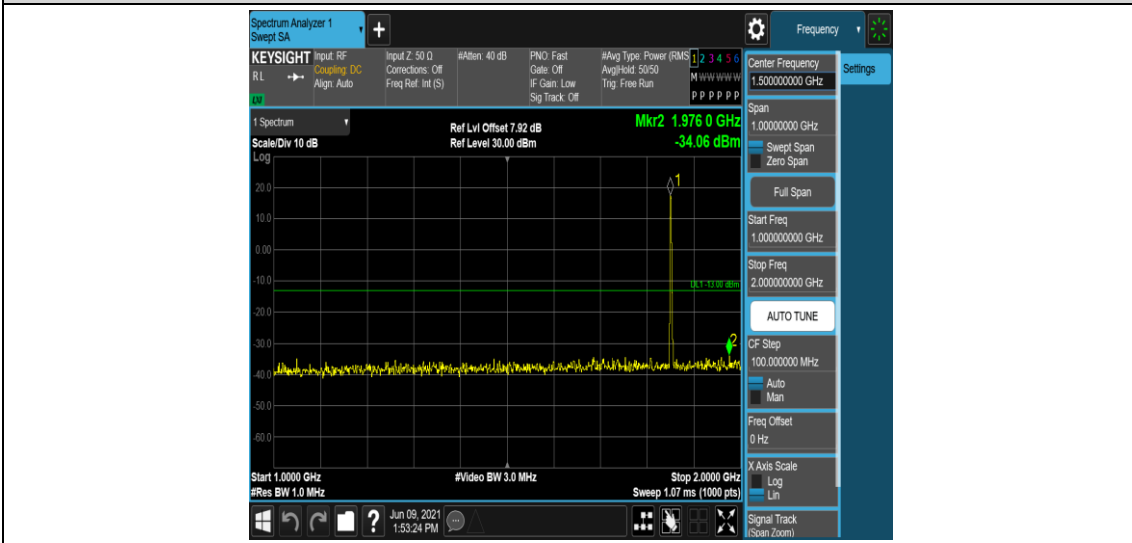 Spectrum Analyzer 1
Swept SA
+
Frequency
KEYSIGHT
RL
LXI
Input: RF
Coupling: DC
Align: Auto
Input Z: 50 Ω
Corrections: Off
Freq Ref: Int (S)
#Atten: 40 dB
PNO: Fast
Gate: Off
IF Gain: Low
Sig Track: Off
#Avg Type: Power (RMS
Avg|Hold: 50/50
Trig: Free Run
1 2 3 4 5 6
M W W W W W
P P P P P P
1 Spectrum
Scale/Div 10 dB
Ref Lvl Offset 7.92 dB
Ref Level 30.00 dBm
Mkr2 1.976 0 GHz
-34.06 dBm
Log
20.0
10.0
0.00
-10.0
-20.0
-30.0
-40.0
-50.0
-60.0
1
DL1 -13.00 dBm
2
Start 1.0000 GHz
#Res BW 1.0 MHz
#Video BW 3.0 MHz
Stop 2.0000 GHz
Sweep 1.07 ms (1000 pts)
Center Frequency
1.500000000 GHz
Settings
Span
1.00000000 GHz
Swept Span
Zero Span
Full Span
Start Freq
1.000000000 GHz
Stop Freq
2.000000000 GHz
AUTO TUNE
CF Step
100.000000 MHz
Auto
Man
Freq Offset
0 Hz
X Axis Scale
Log
Lin
Signal Track
(Span Zoom)
?
Jun 09, 2021
1:53:24 PM